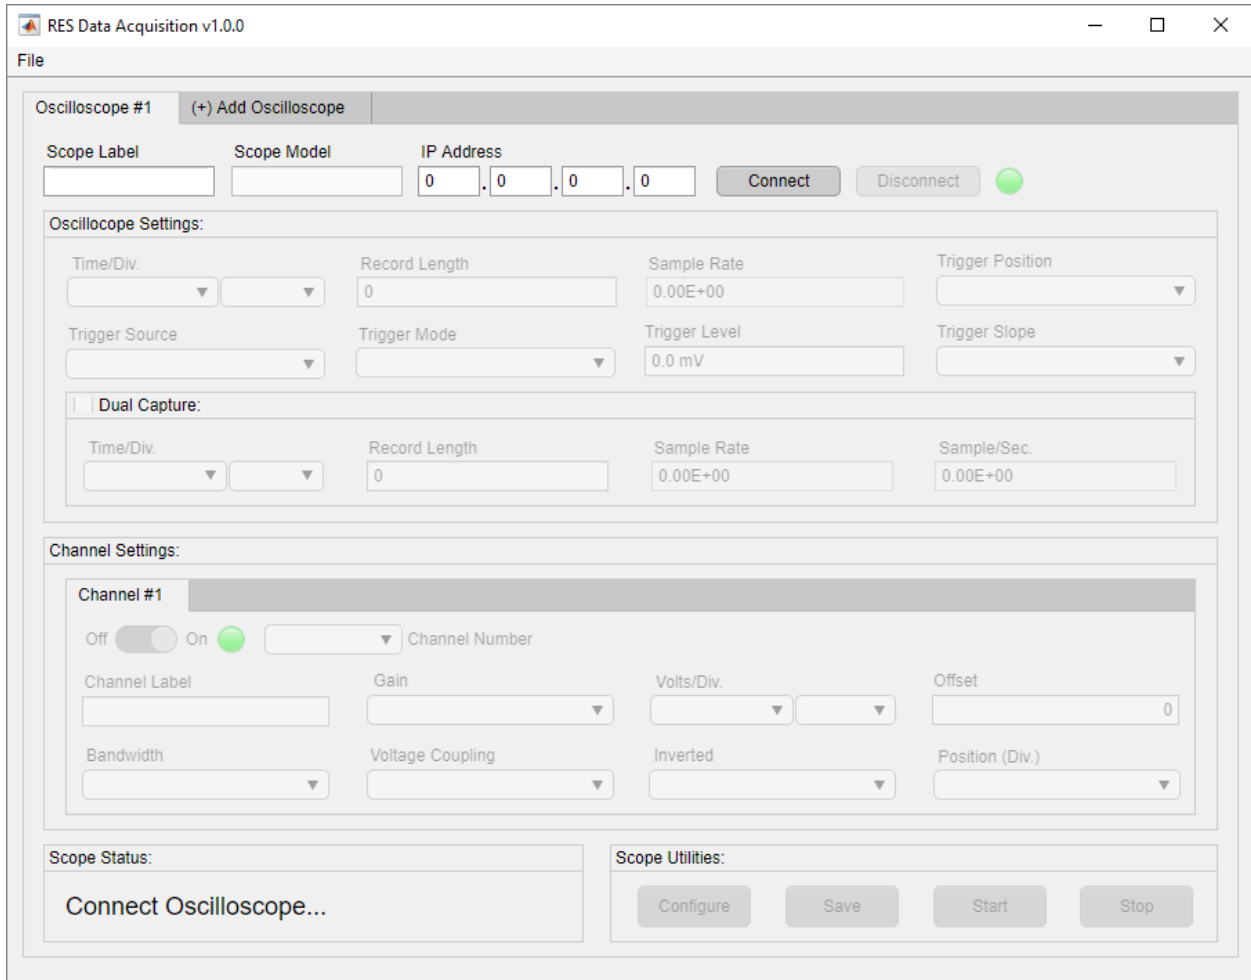 RES Data Acquisition v1.0.0
File
Oscilloscope #1 (+) Add Oscilloscope
Scope Label Scope Model IP Address
0 . 0 . 0 . 0 Connect Disconnect
Oscillocope Settings:
Time/Div. Record Length Sample Rate Trigger Position
0 0.00E+00
Trigger Source Trigger Mode Trigger Level Trigger Slope
0.0 mV
Dual Capture:
Time/Div. Record Length Sample Rate Sample/Sec.
0 0.00E+00 0.00E+00
Channel Settings:
Channel #1
Off On Channel Number
Channel Label Gain Volts/Div. Offset
0
Bandwidth Voltage Coupling Inverted Position (Div.)
Scope Status: Scope Utilities:
Connect Oscilloscope... Configure Save Start Stop